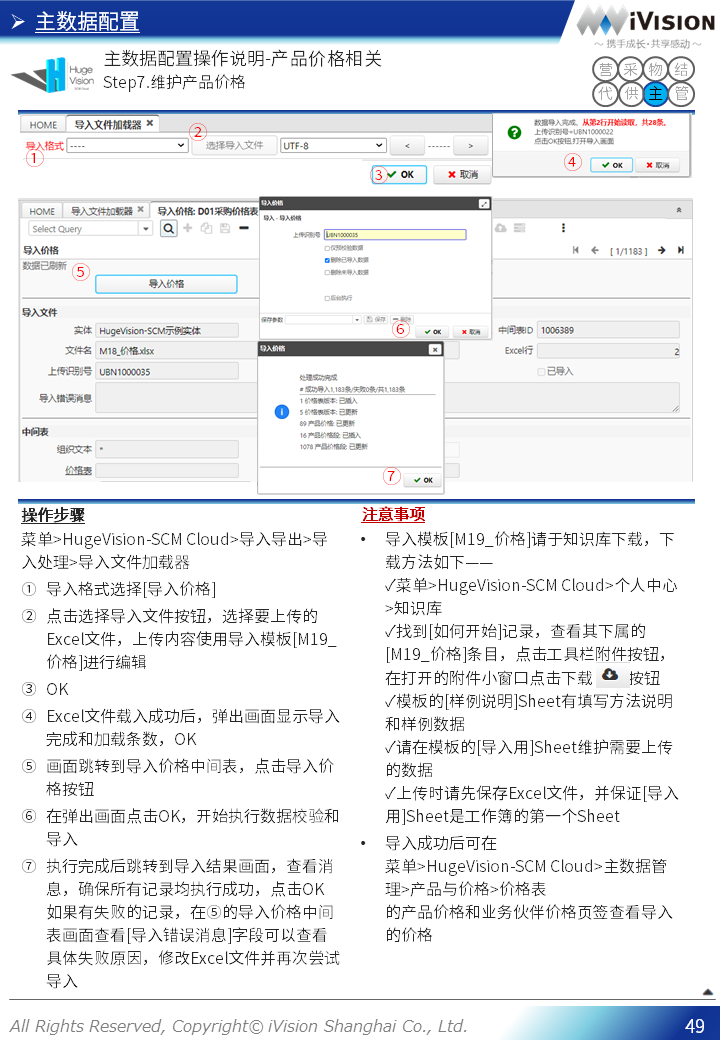 主数据配置
iVision
～ 携手成长·共享感动 ～
Huge
Vision
主数据配置操作说明-产品价格相关
Step7.维护产品价格
营 采 物 结
代 供 主 管
HOME 导入文件加载器 ✖
导入格式 ---- ② 选择导入文件 UTF-8 < ------ >
①
③ OK ✖ 取消
数据导入完成。从第2行开始读取，共28条。
上传识别号=UBN1000022
点击OK按钮,打开导入画面
④ OK ✖ 取消
HOME 导入文件加载器 ✖ 导入价格: D01采购价格表
Select Query
[ 1/1183 ]
导入价格
数据已刷新
⑤ 导入价格
导入文件
实体 HugeVision-SCM示例实体
中间表ID 1006389
文件名 M18_价格.xlsx
Excel行 2
上传识别号 UBN1000035
已导入
导入错误消息
中间表
组织文本 *
价格表
导入价格
导入 - 导入价格
上传识别号 UBN1000035
仅预校验数据
删除已导入数据
删除未导入数据
后台执行
保存参数 保存 删除
⑥ OK ✖ 取消
导入价格
处理成功完成
# 成功导入1,183条/失败0条/共1,183条
1 价格表版本: 已插入
5 价格表版本: 已更新
89 产品价格: 已更新
16 产品价格段: 已插入
1078 产品价格段: 已更新
⑦ OK
操作步骤
菜单>HugeVision-SCM Cloud>导入导出>导
入处理>导入文件加载器
① 导入格式选择[导入价格]
② 点击选择导入文件按钮，选择要上传的
Excel文件，上传内容使用导入模板[M19_
价格]进行编辑
③ OK
④ Excel文件载入成功后，弹出画面显示导入
完成和加载条数，OK
⑤ 画面跳转到导入价格中间表，点击导入价
格按钮
⑥ 在弹出画面点击OK，开始执行数据校验和
导入
⑦ 执行完成后跳转到导入结果画面，查看消
息，确保所有记录均执行成功，点击OK
如果有失败的记录，在⑤的导入价格中间
表画面查看[导入错误消息]字段可以查看
具体失败原因，修改Excel文件并再次尝试
导入
注意事项
• 导入模板[M19_价格]请于知识库下载，下
载方法如下——
✓菜单>HugeVision-SCM Cloud>个人中心
>知识库
✓找到[如何开始]记录，查看其下属的
[M19_价格]条目，点击工具栏附件按钮，
在打开的附件小窗口点击下载 按钮
✓模板的[样例说明]Sheet有填写方法说明
和样例数据
✓请在模板的[导入用]Sheet维护需要上传
的数据
✓上传时请先保存Excel文件，并保证[导入
用]Sheet是工作簿的第一个Sheet
• 导入成功后可在
菜单>HugeVision-SCM Cloud>主数据管
理>产品与价格>价格表
的产品价格和业务伙伴价格页签查看导入
的价格
All Rights Reserved, Copyright© iVision Shanghai Co., Ltd.
49